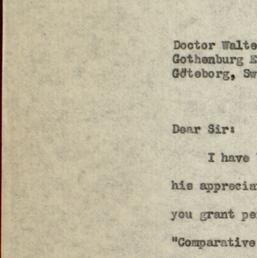 Doctor Walte
Gothenburg E
Göteborg, Sw
Dear Sir:
I have
his apprecia
you grant pe
"Comparative